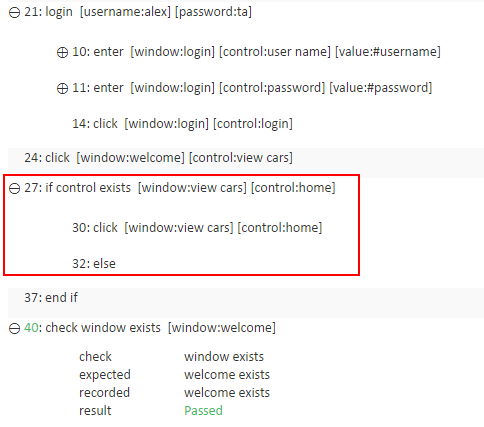 21: login [username:alex] [password:ta]
10: enter [window:login] [control:user name] [value:#username]
11: enter [window:login] [control:password] [value:#password]
14: click [window:login] [control:login]
24: click [window:welcome] [control:view cars]
27: if control exists [window:view cars] [control:home]
30: click [window:view cars] [control:home]
32: else
37: end if
40: check window exists [window:welcome]
check window exists
expected welcome exists
recorded welcome exists
result Passed